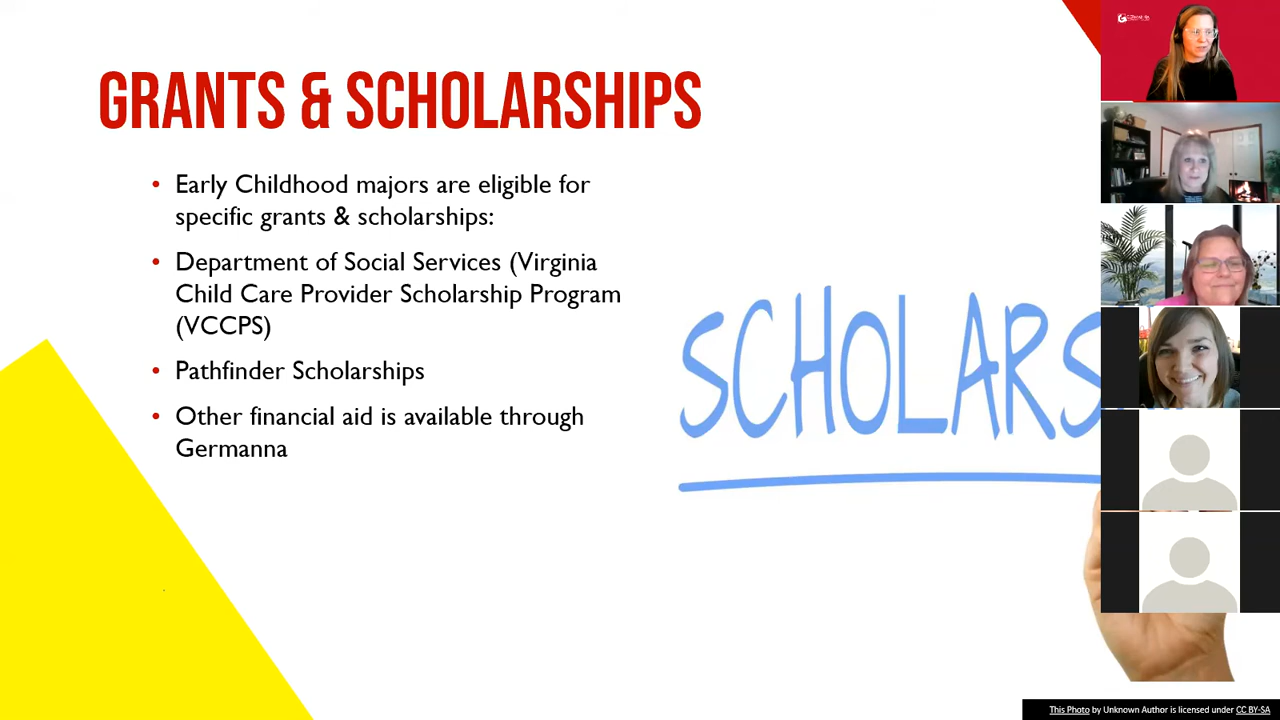 GRANTS & SCHOLARSHIPS
• Early Childhood majors are eligible for
specific grants & scholarships:
• Department of Social Services (Virginia
Child Care Provider Scholarship Program
(VCCPS)
• Pathfinder Scholarships
• Other financial aid is available through
Germanna
SCHOLARS
This Photo by Unknown Author is licensed under CC BY-SA